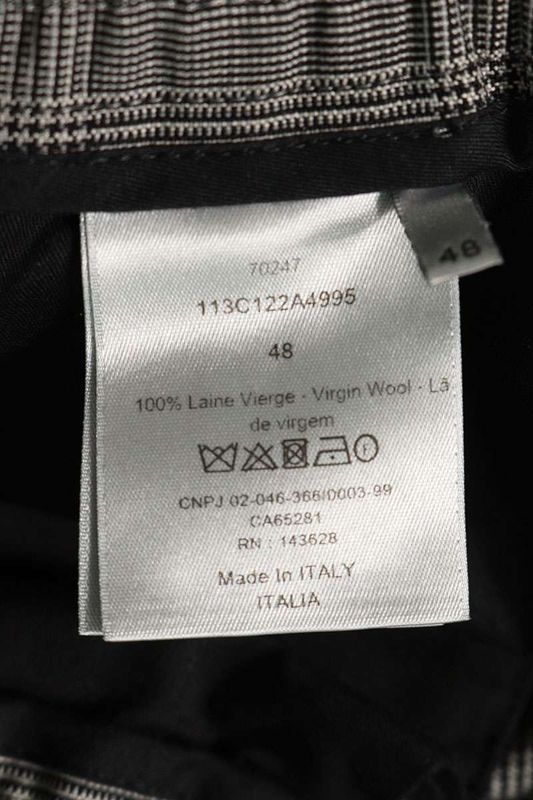 48
70247
113C122A4995
48
100% Laine Vierge - Virgin Wool - Lã
de virgem
CNPJ 02-046-366/0003-99
CA65281
RN : 143628
Made In ITALY
ITALIA